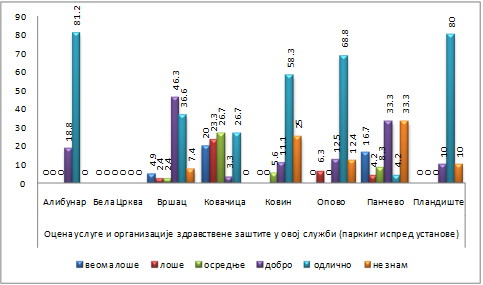 90
80
70
60
50
40
30
20
10
0
0 0 0 18.8 81.2 0
0 0 0 0 0 0
4.9 2.4 2.4 46.3 36.6 7.4
20 23.3 26.7 3.3 26.7 0
0 0 5.6 11.1 58.3 25
0 6.3 0 12.5 68.8 12.4
16.7 4.2 8.3 33.3 4.2 33.3
0 0 0 10 80 10
Алибунар Бела Црква Вршац Ковачица Ковин Опово Панчево Пландиште
Оцена услуге и организације здравствене заштите у овој служби (паркинг испред установе)
веома лоше лоше осредње добро одлично не знам